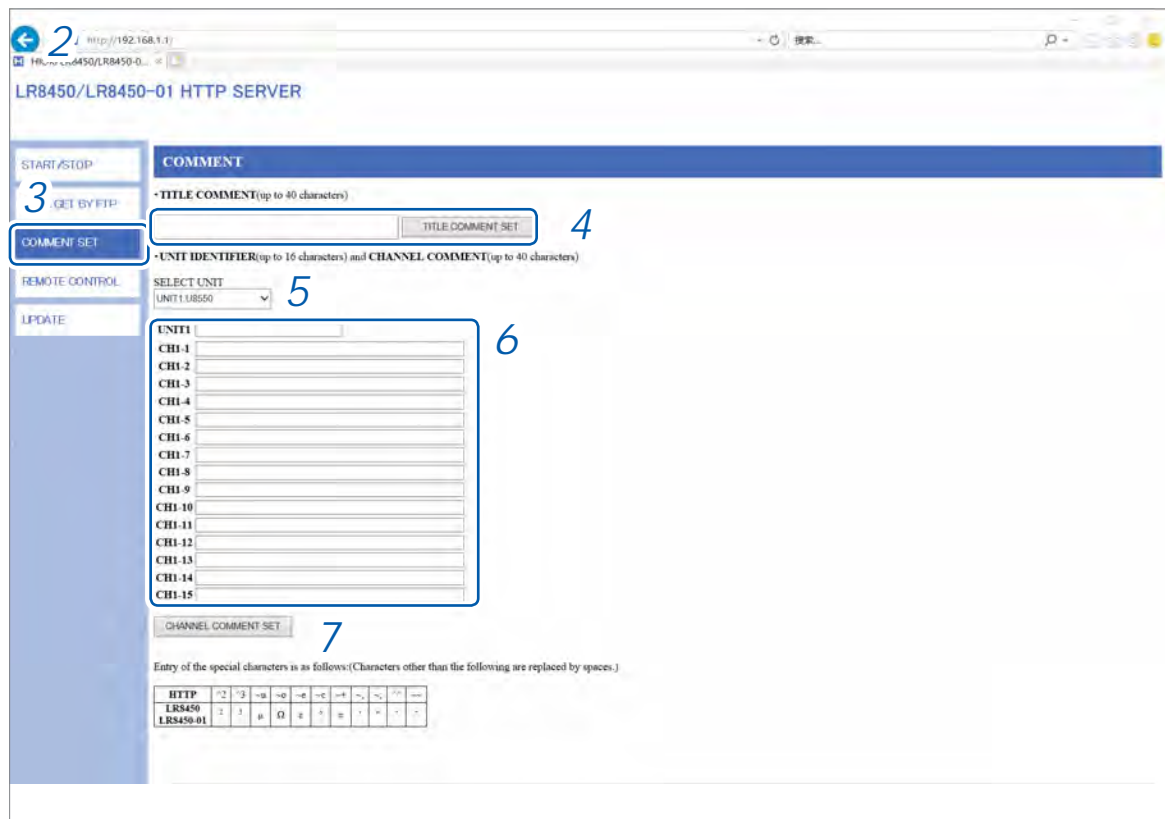 2 http://192.168.1.1/ 搜索...
LR8450/LR8450-01 HTTP SERVER
START/STOP
3 GET BY FTP
COMMENT SET
REMOTE CONTROL
UPDATE
COMMENT
・TITLE COMMENT(up to 40 characters)
TITLE COMMENT SET 4
・UNIT IDENTIFIER(up to 16 characters) and CHANNEL COMMENT(up to 40 characters)
SELECT UNIT
UNIT1:U8550 5
6
UNIT1
CH1-1
CH1-2
CH1-3
CH1-4
CH1-5
CH1-6
CH1-7
CH1-8
CH1-9
CH1-10
CH1-11
CH1-12
CH1-13
CH1-14
CH1-15
CHANNEL COMMENT SET 7
Entry of the special characters is as follows:(Characters other than the following are replaced by spaces.)
HTTP ^2 ^3 ~u ~o ~e ~c ~+ ~, ~; ^^
LR8450 LR8450-01 ² ³ μ Ω ε ° ±